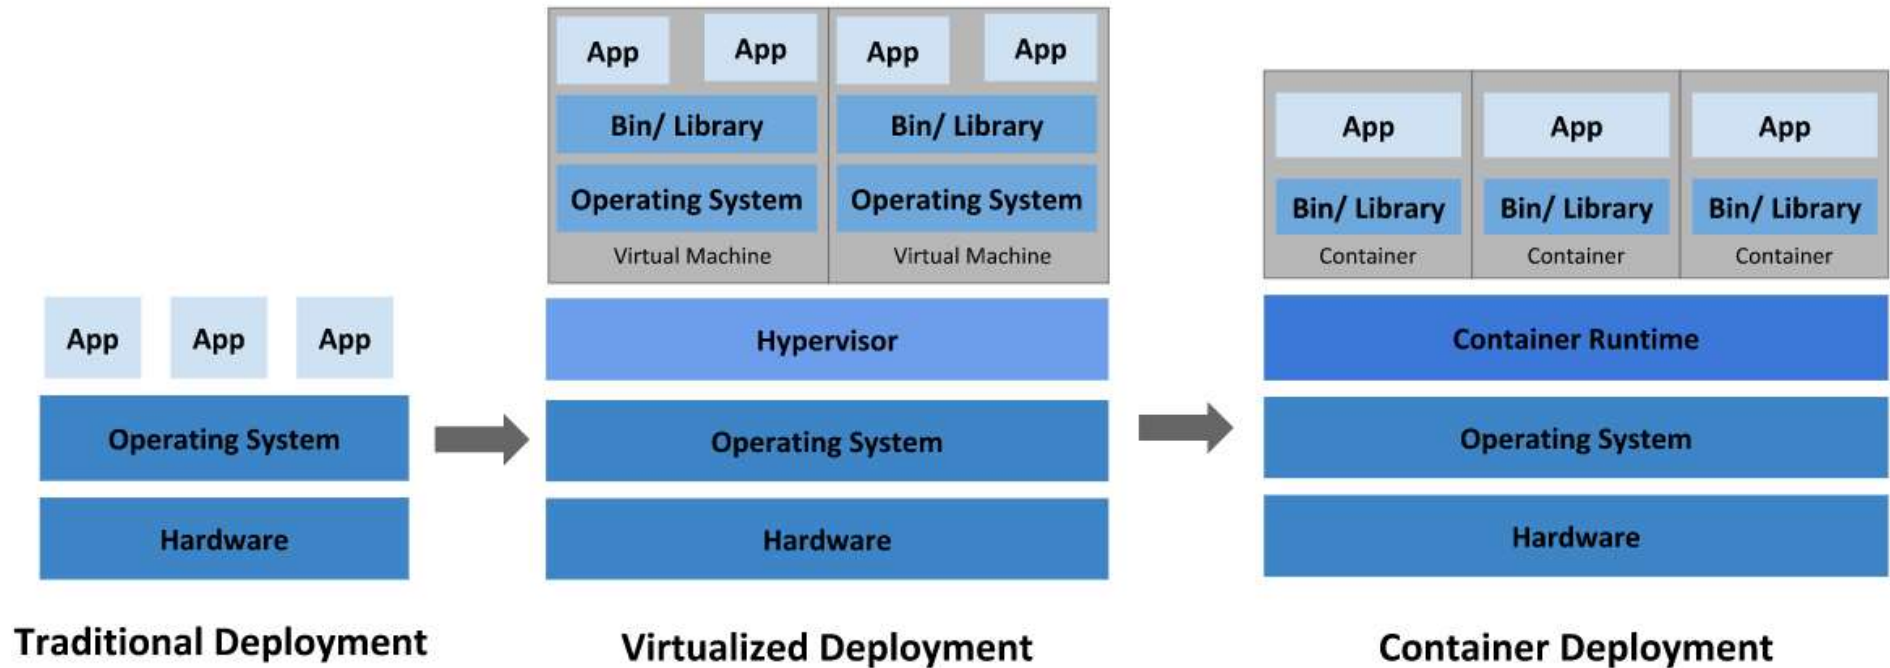 App App App
Operating System
Hardware
Traditional Deployment
App App App App
Bin/ Library Bin/ Library
Operating System Operating System
Virtual Machine Virtual Machine
Hypervisor
Operating System
Hardware
Virtualized Deployment
App App App
Bin/ Library Bin/ Library Bin/ Library
Container Container Container
Container Runtime
Operating System
Hardware
Container Deployment